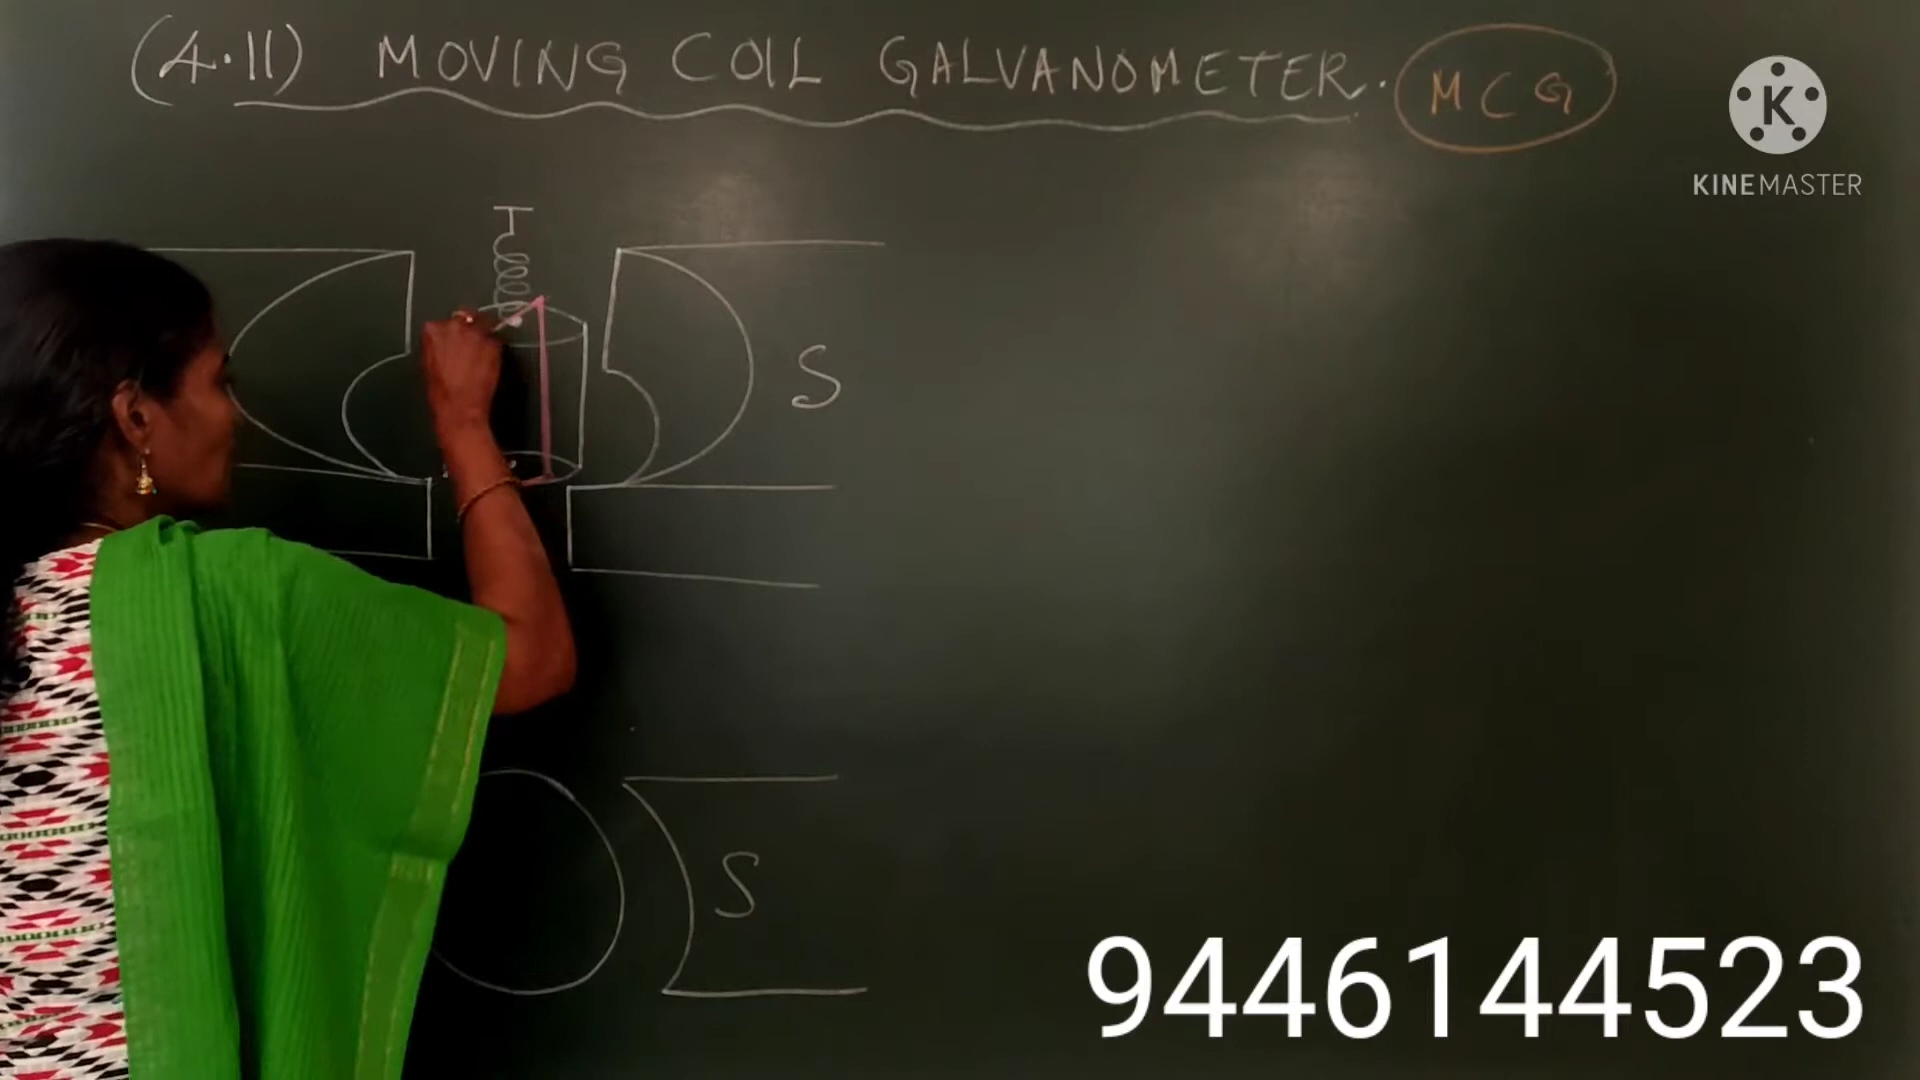 (4.11) MOVING COIL GALVANOMETER. MCG
KINEMASTER
S
S
9446144523